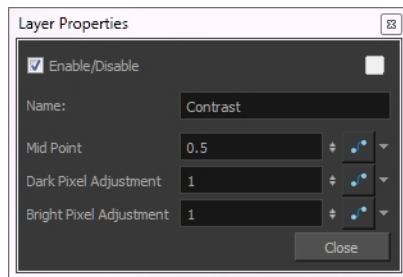 Layer Properties
Enable/Disable
Name: Contrast
Mid Point 0.5
Dark Pixel Adjustment 1
Bright Pixel Adjustment 1
Close